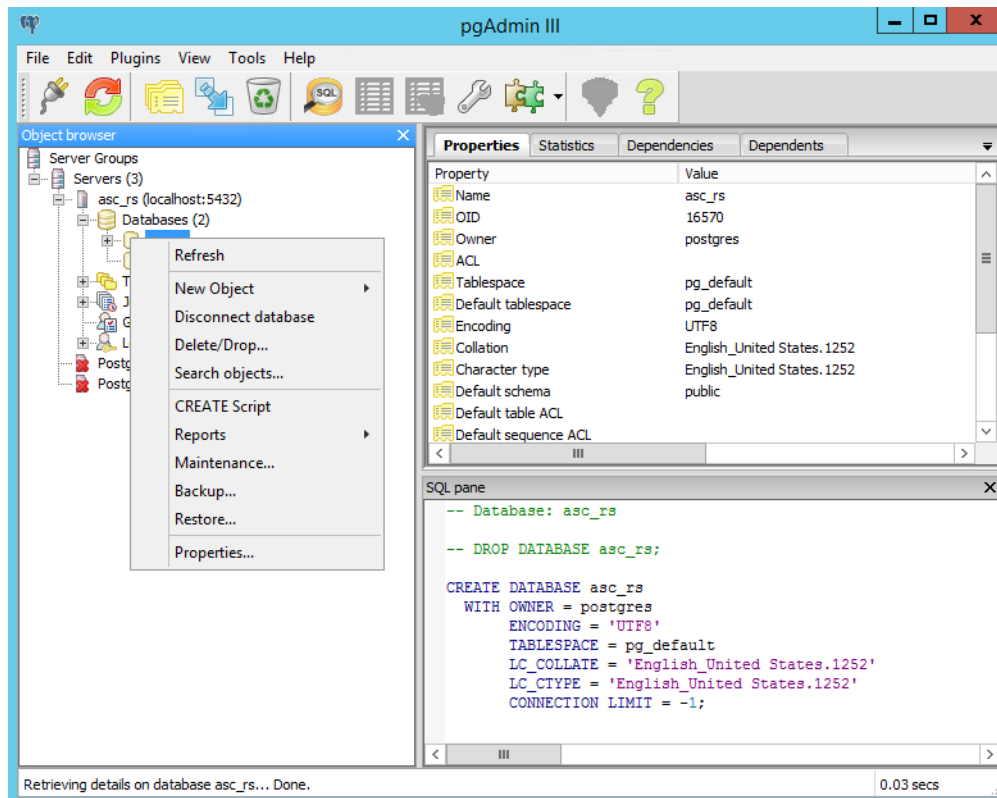 pgAdmin III
File Edit Plugins View Tools Help
SQL
Object browser
Server Groups
Servers (3)
asc_rs (localhost:5432)
Databases (2)
Refresh
New Object
Disconnect database
Delete/Drop...
Search objects...
CREATE Script
Reports
Maintenance...
Backup...
Restore...
Properties...
Properties Statistics Dependencies Dependents
Property Value
Name asc_rs
OID 16570
Owner postgres
ACL
Tablespace pg_default
Default tablespace pg_default
Encoding UTF8
Collation English_United States.1252
Character type English_United States.1252
Default schema public
Default table ACL
Default sequence ACL
SQL pane
-- Database: asc_rs
-- DROP DATABASE asc_rs;
CREATE DATABASE asc_rs
WITH OWNER = postgres
ENCODING = 'UTF8'
TABLESPACE = pg_default
LC_COLLATE = 'English_United States.1252'
LC_CTYPE = 'English_United States.1252'
CONNECTION LIMIT = -1;
Retrieving details on database asc_rs... Done. 0.03 secs